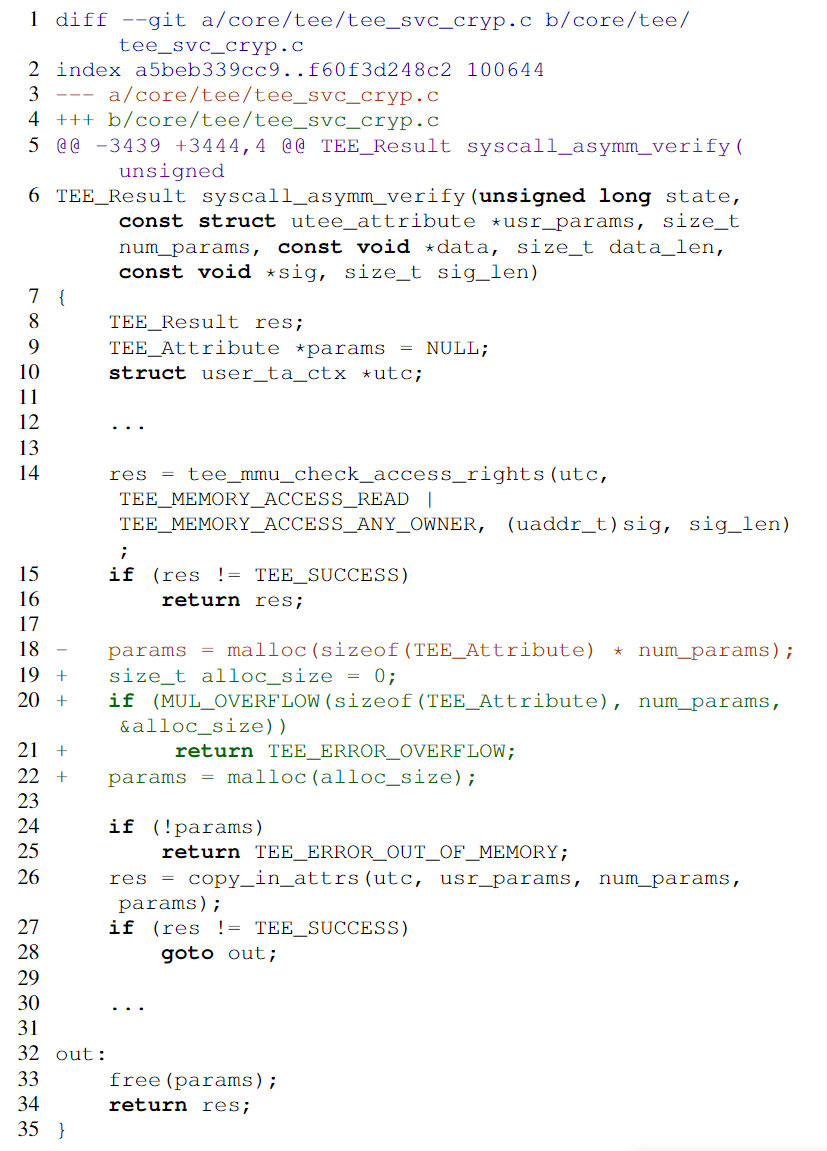 1 diff --git a/core/tee/tee_svc_cryp.c b/core/tee/
tee_svc_cryp.c
2 index a5beb339cc9..f60f3d248c2 100644
3 --- a/core/tee/tee_svc_cryp.c
4 +++ b/core/tee/tee_svc_cryp.c
5 @@ -3439 +3444,4 @@ TEE_Result syscall_asymm_verify(
unsigned
6 TEE_Result syscall_asymm_verify(unsigned long state,
const struct utee_attribute *usr_params, size_t
num_params, const void *data, size_t data_len,
const void *sig, size_t sig_len)
7 {
8 TEE_Result res;
9 TEE_Attribute *params = NULL;
10 struct user_ta_ctx *utc;
11
12 ...
13
14 res = tee_mmu_check_access_rights(utc,
TEE_MEMORY_ACCESS_READ |
TEE_MEMORY_ACCESS_ANY_OWNER, (uaddr_t)sig, sig_len)
;
15 if (res != TEE_SUCCESS)
16 return res;
17
18 - params = malloc(sizeof(TEE_Attribute) * num_params);
19 + size_t alloc_size = 0;
20 + if (MUL_OVERFLOW(sizeof(TEE_Attribute), num_params,
&alloc_size))
21 + return TEE_ERROR_OVERFLOW;
22 + params = malloc(alloc_size);
23
24 if (!params)
25 return TEE_ERROR_OUT_OF_MEMORY;
26 res = copy_in_attrs(utc, usr_params, num_params,
params);
27 if (res != TEE_SUCCESS)
28 goto out;
29
30 ...
31
32 out:
33 free(params);
34 return res;
35 }